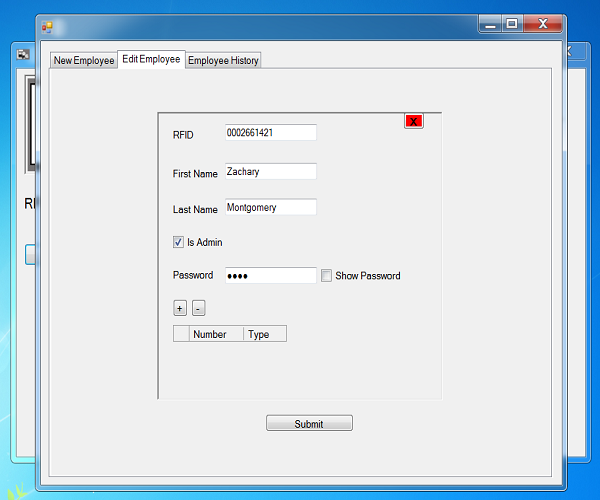 New Employee Edit Employee Employee History
X
RFID 0002661421
First Name Zachary
Last Name Montgomery
Is Admin
Password ●●●● Show Password
+ -
Number Type
Submit